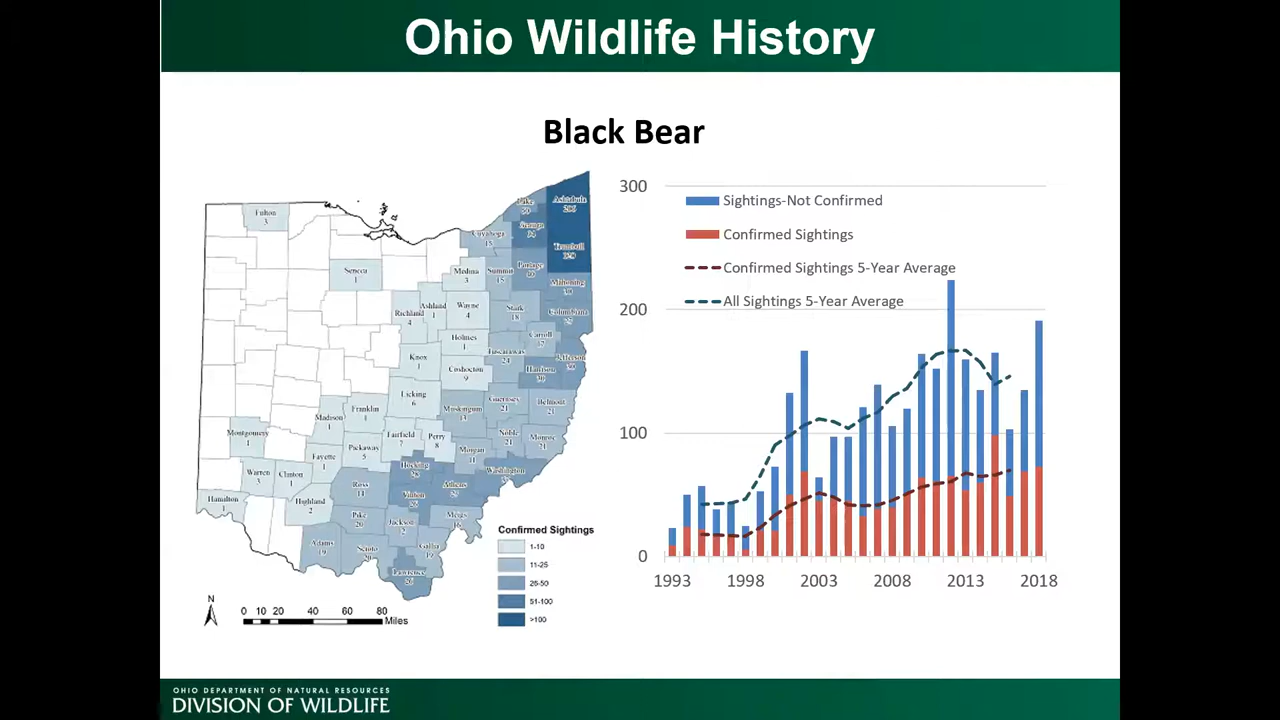 Ohio Wildlife History
Black Bear
Fulton
3
Seneca
1
Medina
3
Summit
15
Ashland
1
Wayne
4
Richland
4
Stark
18
Holmes
1
Carroll
17
Knox
1
Coshocton
9
Tuscarawas
24
Harrison
Licking
6
Muskingum
13
Guernsey
21
Belmont
21
Madison
1
Franklin
1
Fairfield
7
Perry
8
Noble
21
Monroe
Morgan
11
Montgomery
1
Fayette
1
Pickaway
5
Warren
3
Clinton
1
Hocking
28
Washington
Ross
11
Vinton
Athens
Hamilton
1
Highland
2
Pike
20
Jackson
Meigs
Adams
19
Scioto
Gallia
Lawrence
Ashtabula
Trumbull
Portage
Mahoning
Columbiana
Jefferson
Cuyahoga
15
Confirmed Sightings
1-10
11-25
26-50
51-100
>100
N
0 10 20 40 60 80
Miles
300
200
100
0
Sightings-Not Confirmed
Confirmed Sightings
Confirmed Sightings 5-Year Average
All Sightings 5-Year Average
1993 1998 2003 2008 2013 2018
OHIO DEPARTMENT OF NATURAL RESOURCES
DIVISION OF WILDLIFE